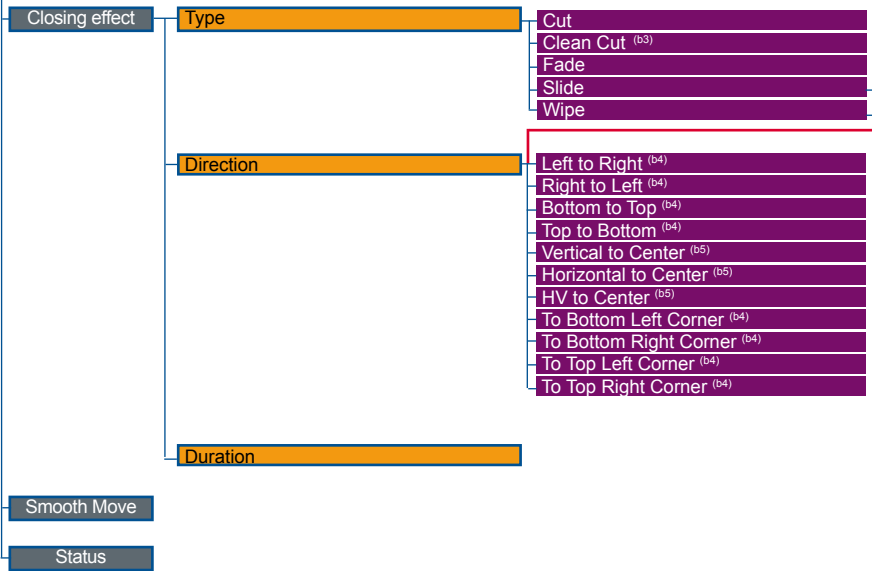 Closing effect
Type
Cut
Clean Cut (b3)
Fade
Slide
Wipe
Direction
Left to Right (b4)
Right to Left (b4)
Bottom to Top (b4)
Top to Bottom (b4)
Vertical to Center (b5)
Horizontal to Center (b5)
HV to Center (b5)
To Bottom Left Corner (b4)
To Bottom Right Corner (b4)
To Top Left Corner (b4)
To Top Right Corner (b4)
Duration
Smooth Move
Status